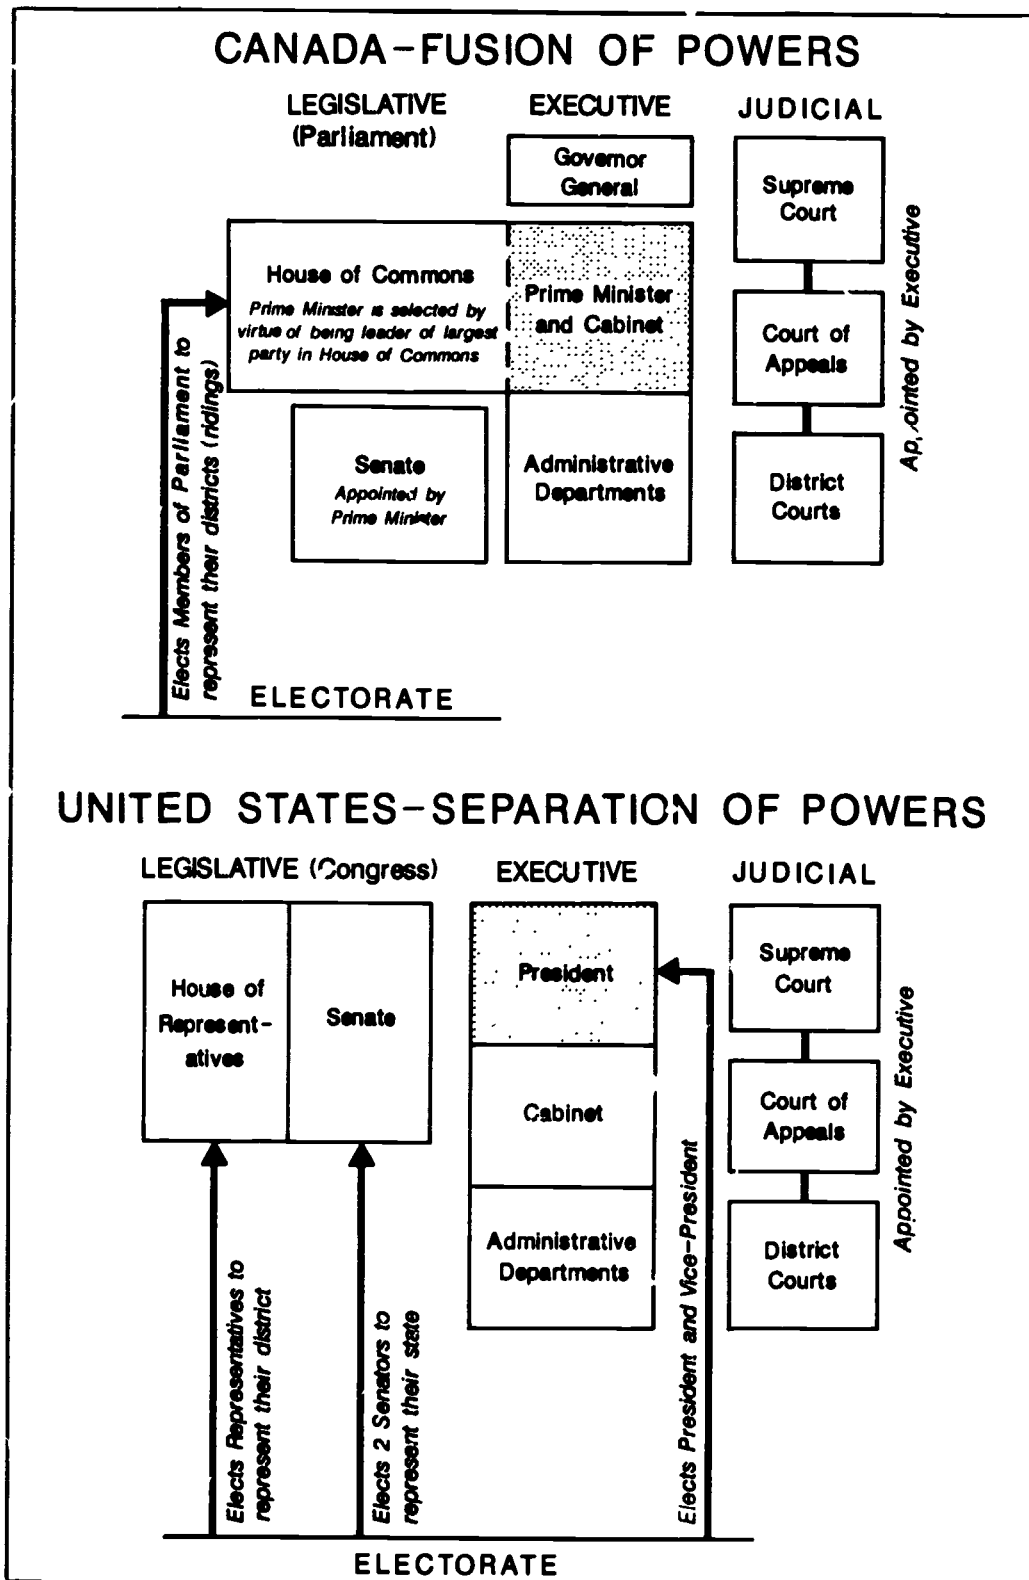 CANADA-FUSION OF POWERS
LEGISLATIVE
(Parliament)
EXECUTIVE
JUDICIAL
Governor
General
Supreme
Court
House of Commons
Prime Minister is selected by
virtue of being leader of largest
party in House of Commons
Prime Minister
and Cabinet
Court of
Appeals
Senate
Appointed by
Prime Minister
Administrative
Departments
District
Courts
Appointed by Executive
Elects Members of Parliament to
represent their districts (ridings)
ELECTORATE
UNITED STATES-SEPARATION OF POWERS
LEGISLATIVE (Congress)
EXECUTIVE
JUDICIAL
House of
Represent-
atives
Senate
President
Supreme
Court
Cabinet
Court of
Appeals
Administrative
Departments
District
Courts
Appointed by Executive
Elects Representatives to
represent their district
Elects 2 Senators to
represent their state
Elects President and Vice-President
ELECTORATE